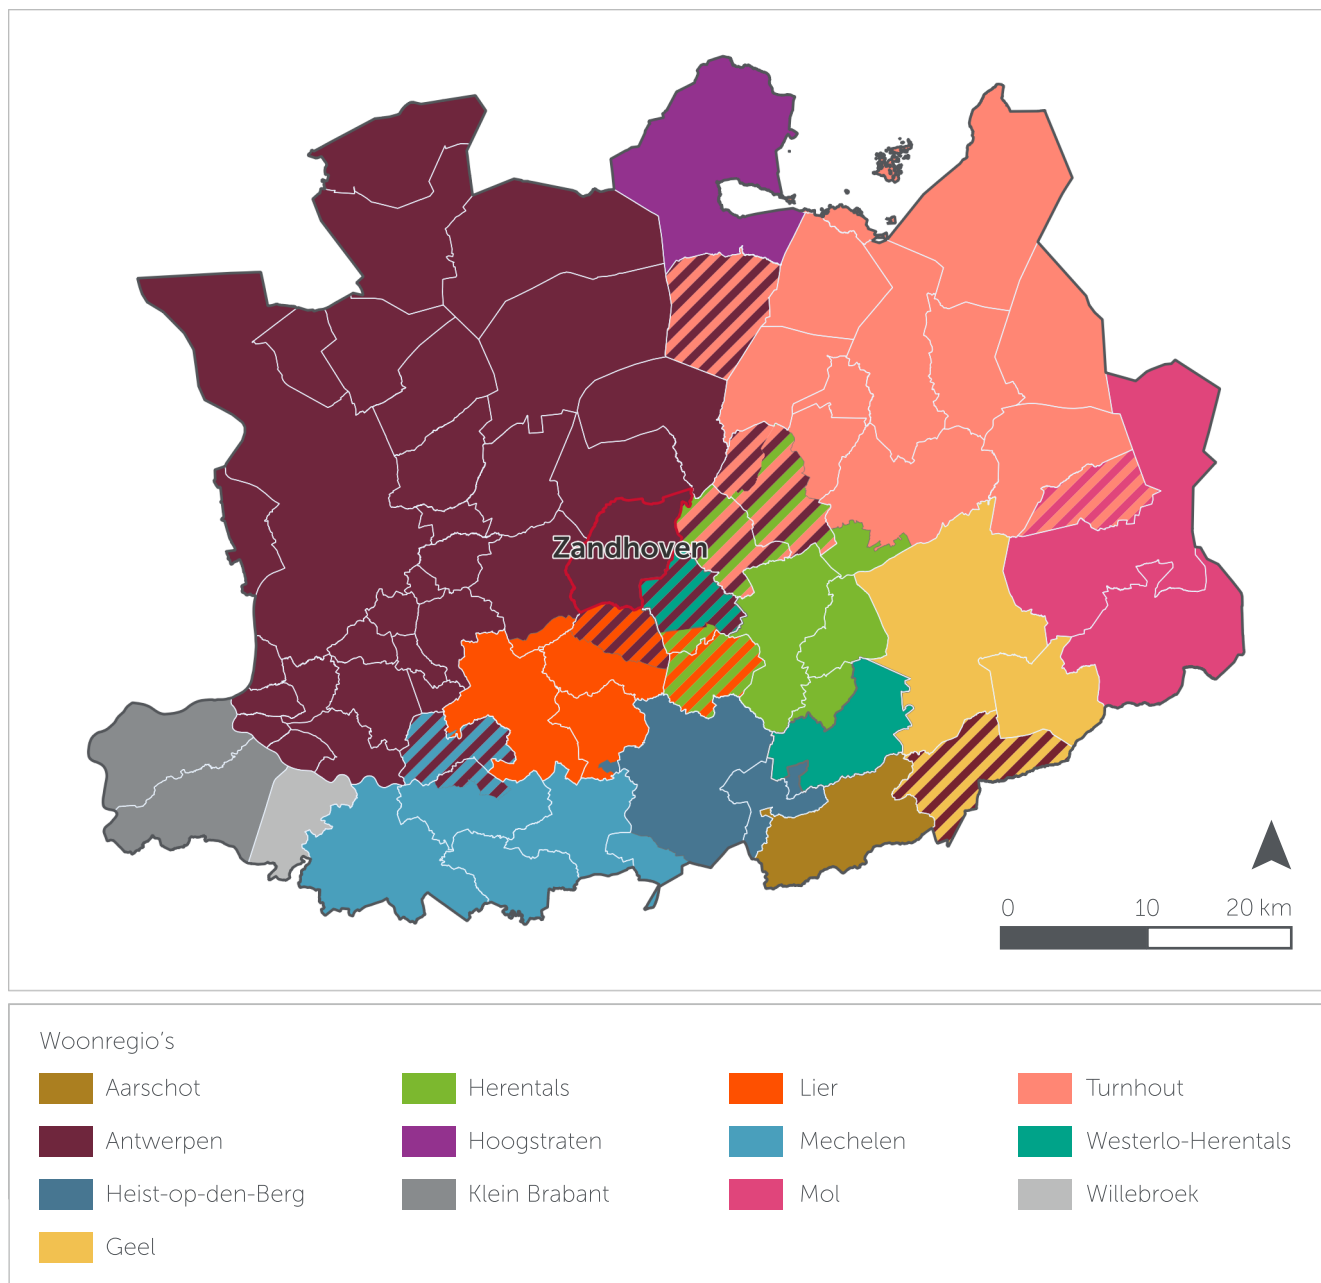 Zandhoven
0 10 20 km
Woonregio's
Aarschot
Herentals
Lier
Turnhout
Antwerpen
Hoogstraten
Mechelen
Westerlo-Herentals
Heist-op-den-Berg
Klein Brabant
Mol
Willebroek
Geel